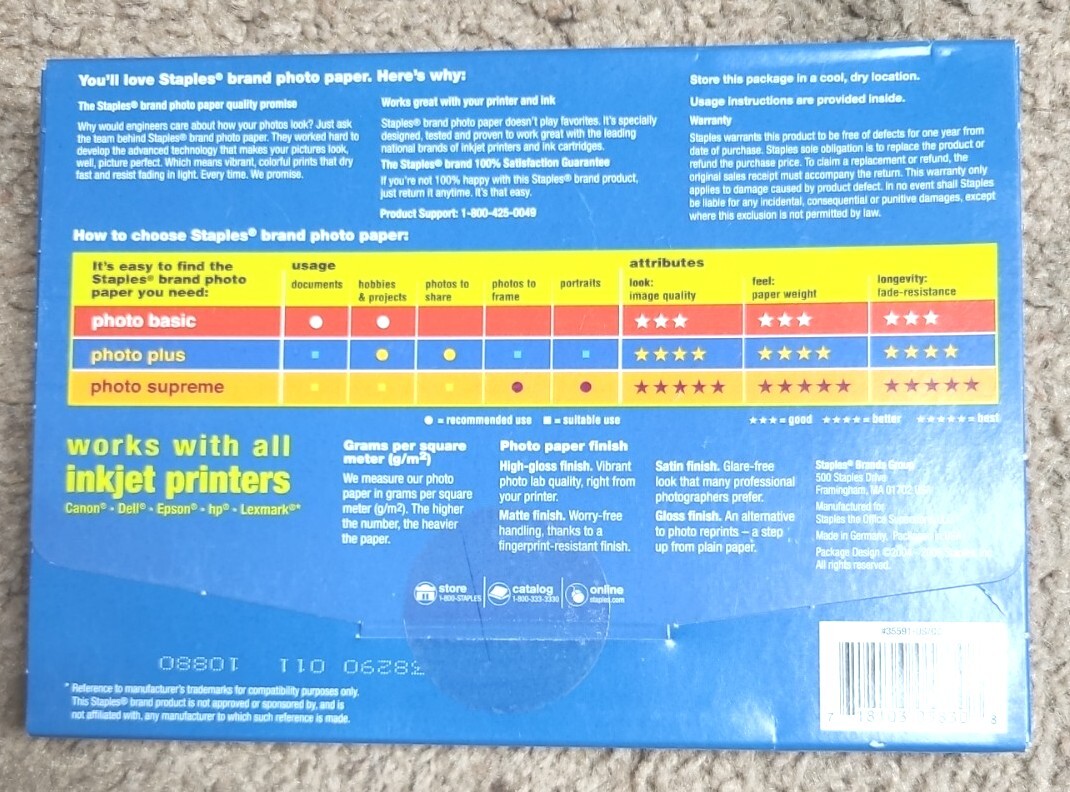 You'll love Staples® brand photo paper. Here's why:
The Staples® brand photo paper quality promise
Why would engineers care about how your photos look? Just ask
the team behind Staples® brand photo paper. They worked hard to
develop the advanced technology that makes your pictures look,
well, picture perfect. Which means vibrant, colorful prints that dry
fast and resist fading in light. Every time. We promise.
Works great with your printer and ink
Staples® brand photo paper doesn't play favorites. It's specially
designed, tested and proven to work great with the leading
national brands of inkjet printers and ink cartridges.
The Staples® brand 100% Satisfaction Guarantee
If you're not 100% happy with this Staples® brand product,
just return it anytime. It's that easy.
Product Support: 1-800-425-0049
Store this package in a cool, dry location.
Usage instructions are provided inside.
Warranty
Staples warrants this product to be free of defects for one year from
date of purchase. Staples sole obligation is to replace the product or
refund the purchase price. To claim a replacement or refund, the
original sales receipt must accompany the return. This warranty only
applies to damage caused by product defect. In no event shall Staples
be liable for any incidental, consequential or punitive damages, except
where this exclusion is not permitted by law.
How to choose Staples® brand photo paper:
It's easy to find the
Staples® brand photo
paper you need:
usage
documents
hobbies
& projects
photos to
share
photos to
frame
portraits
attributes
look:
image quality
feel:
paper weight
longevity:
fade-resistance
photo basic
photo plus
photo supreme
= recommended use = suitable use
★★★= good ★★★★= better ★★★★★= best
works with all
inkjet printers
Canon® - Dell® - Epson® - hp® - Lexmark®*
Grams per square
meter (g/m²)
We measure our photo
paper in grams per square
meter (g/m²). The higher
the number, the heavier
the paper.
Photo paper finish
High-gloss finish. Vibrant
photo lab quality, right from
your printer.
Matte finish. Worry-free
handling, thanks to a
fingerprint-resistant finish.
Satin finish. Glare-free
look that many professional
photographers prefer.
Gloss finish. An alternative
to photo reprints – a step
up from plain paper.
Staples® Brands Group
500 Staples Drive
Framingham, MA 01702 USA
Manufactured for
Staples the Office
Made in Germany,
Package Design
All rights reserved.
store
1-800-STAPLES
catalog
1-800-333-3330
online
staples.com
38290 011 10880
* Reference to manufacturer's trademarks for compatibility purposes only.
This Staples® brand product is not approved or sponsored by, and is
not affiliated with, any manufacturer to which such reference is made.